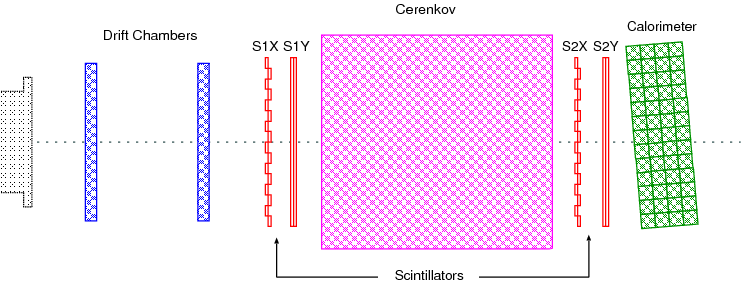 Cerenkov
Drift Chambers
Calorimeter
S1X S1Y
S2X S2Y
Scintillators